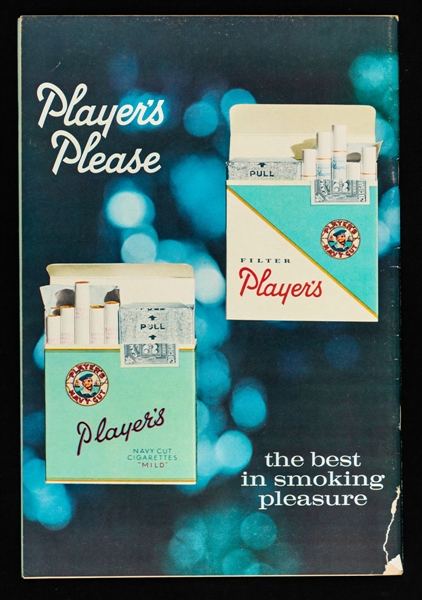 Player's
Please
PULL
PLAYER'S
NAVY CUT
FILTER
Player's
PULL
PLAYER'S
NAVY CUT
Player's
NAVY CUT
CIGARETTES
"MILD"
the best
in smoking
pleasure